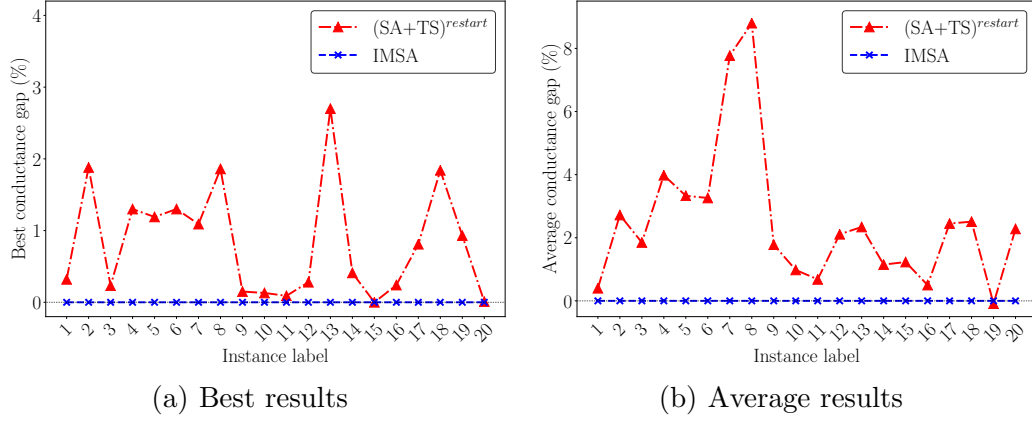 4
3
2
1
0
Best conductance gap (%)
(SA+TS)^restart
IMSA
1 2 3 4 5 6 7 8 9 10 11 12 13 14 15 16 17 18 19 20
Instance label
(a) Best results
8
6
4
2
0
Average conductance gap (%)
(SA+TS)^restart
IMSA
1 2 3 4 5 6 7 8 9 10 11 12 13 14 15 16 17 18 19 20
Instance label
(b) Average results